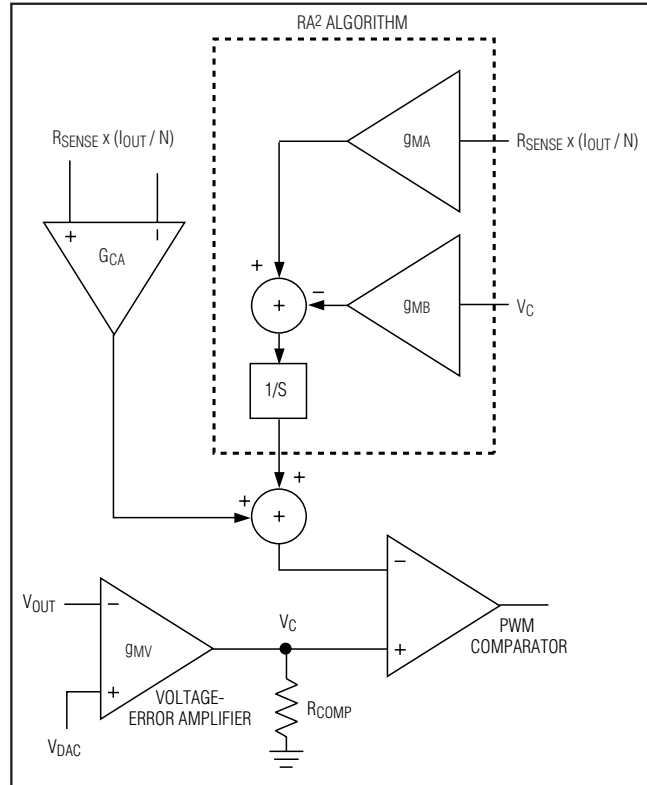 RA² ALGORITHM
RSENSE x (IOUT / N)
gMA
RSENSE x (IOUT / N)
+ –
GCA
+
–
+
gMB
VC
1/S
+
+
+
–
VOUT
–
gMV
+
VC
+
PWM
COMPARATOR
VOLTAGE-
ERROR AMPLIFIER
RCOMP
VDAC